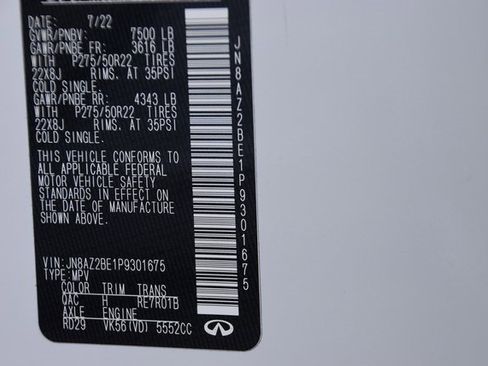 DATE: 7/22
GVWR/PNBV: 7500 LB
GAWR/PNBE FR: 3616 LB
WITH P275/50R22 TIRES
22X8J RIMS. AT 35PSI
COLD SINGLE.
GAWR/PNBE RR: 4343 LB
WITH P275/50R22 TIRES
22X8J RIMS. AT 35PSI
COLD SINGLE.
THIS VEHICLE CONFORMS TO
ALL APPLICABLE FEDERAL
MOTOR VEHICLE SAFETY
STANDARDS IN EFFECT ON
THE DATE OF MANUFACTURE
SHOWN ABOVE.
VIN: JN8AZ2BE1P9301675
TYPE: MPV
COLOR TRIM TRANS
QAC H RE7R01B
AXLE ENGINE
RD29 VK56(VD) 5552CC
JN8AZ2BE1P9301675